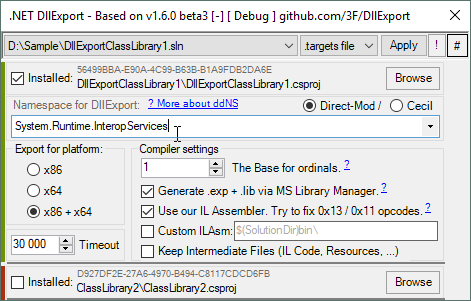 .NET DllExport - Based on v1.6.0 beta3 [-] [ Debug ] github.com/3F/DllExport
D:\Sample\DllExportClassLibrary1.sln .targets file Apply ! #
Installed: 56499BBA-E90A-4C99-B63B-B1A9FDB2DA6E
DllExportClassLibrary1\DllExportClassLibrary1.csproj Browse
Namespace for DllExport: ? More about ddNS Direct-Mod / Cecil
System.Runtime.InteropServices
Export for platform: Compiler settings
x86 1 The Base for ordinals. ?
x64 Generate .exp + .lib via MS Library Manager. ?
x86 + x64 Use our IL Assembler. Try to fix 0x13 / 0x11 opcodes. ?
Custom ILAsm: $(SolutionDir)bin\
30 000 Timeout Keep Intermediate Files (IL Code, Resources, ...)
Installed: D927DF2E-27A6-4970-B494-C8117CDCD6FB
ClassLibrary2\ClassLibrary2.csproj Browse